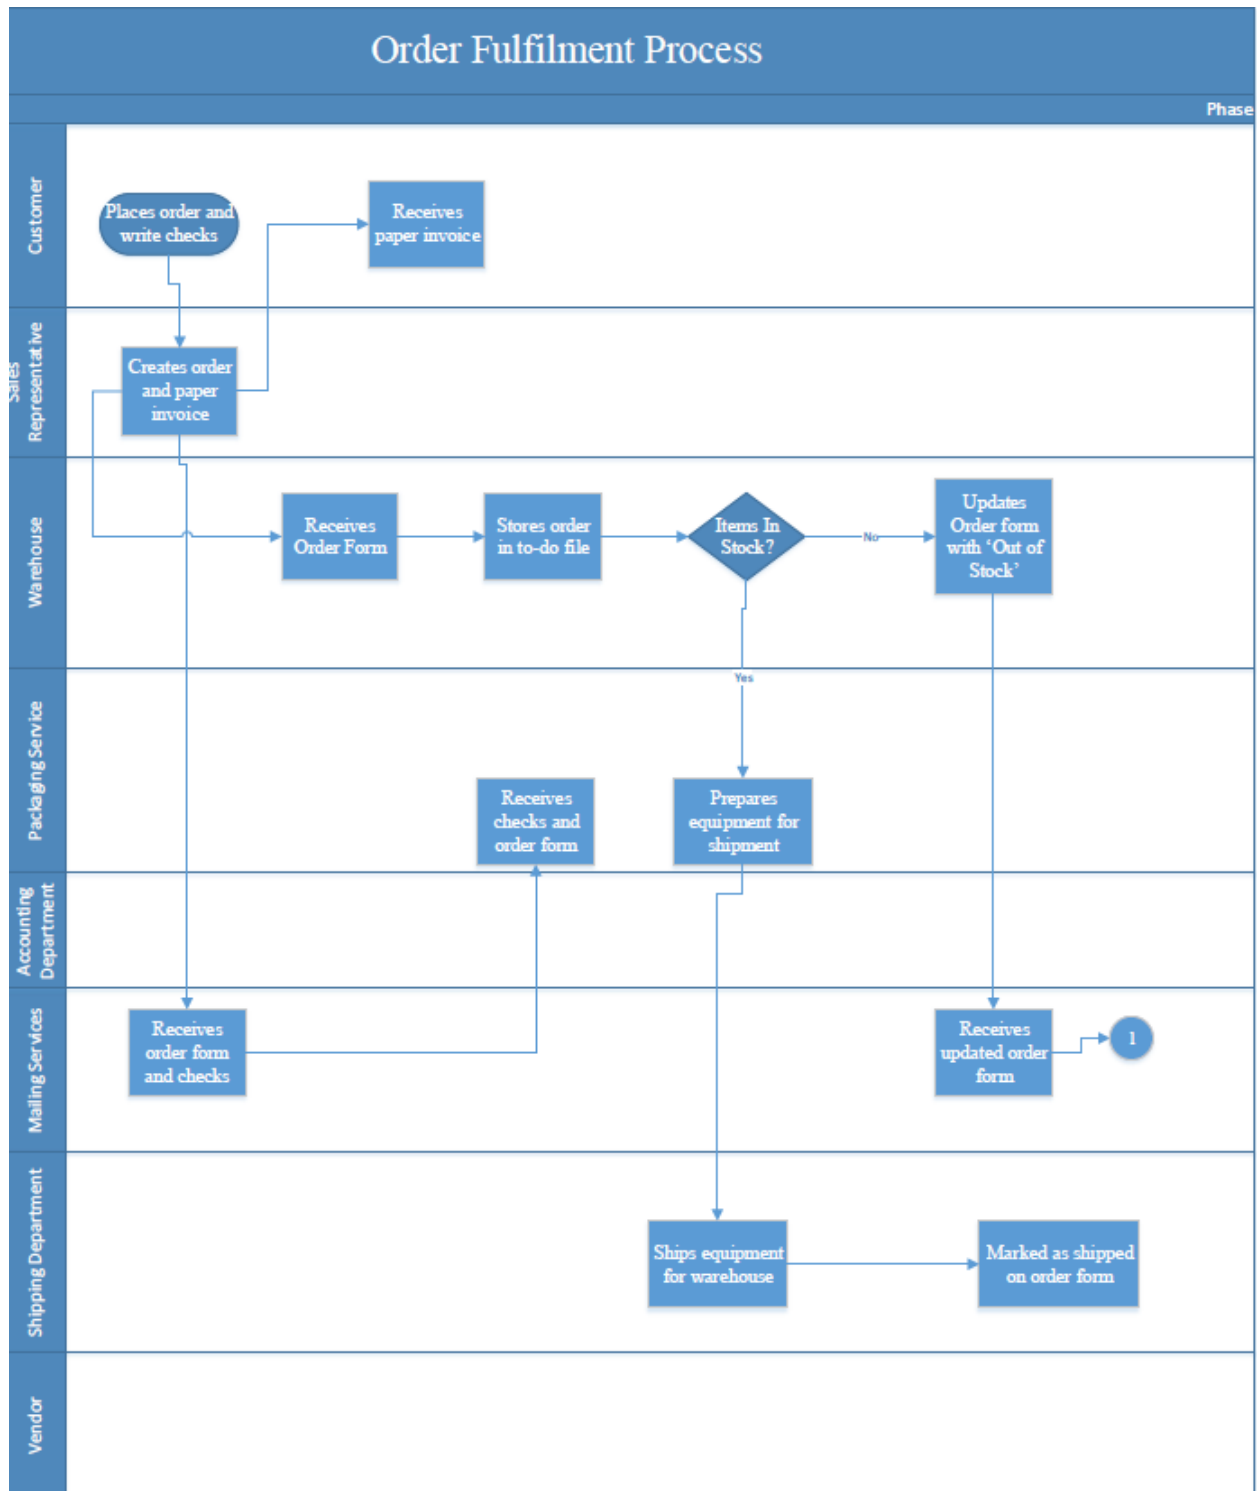 Order Fulfilment Process
Phase
Customer
Places order and
write checks
Receives
paper invoice
Sales
Representative
Creates order
and paper
invoice
Warehouse
Receives
Order Form
Stores order
in to-do file
Items In
Stock?
No
Updates
Order form
with ‘Out of
Stock’
Yes
Packaging Service
Receives
checks and
order form
Prepares
equipment for
shipment
Accounting
Department
Mailing Services
Receives
order form
and checks
Receives
updated order
form
1
Shipping Department
Ships equipment
for warehouse
Marked as shipped
on order form
Vendor